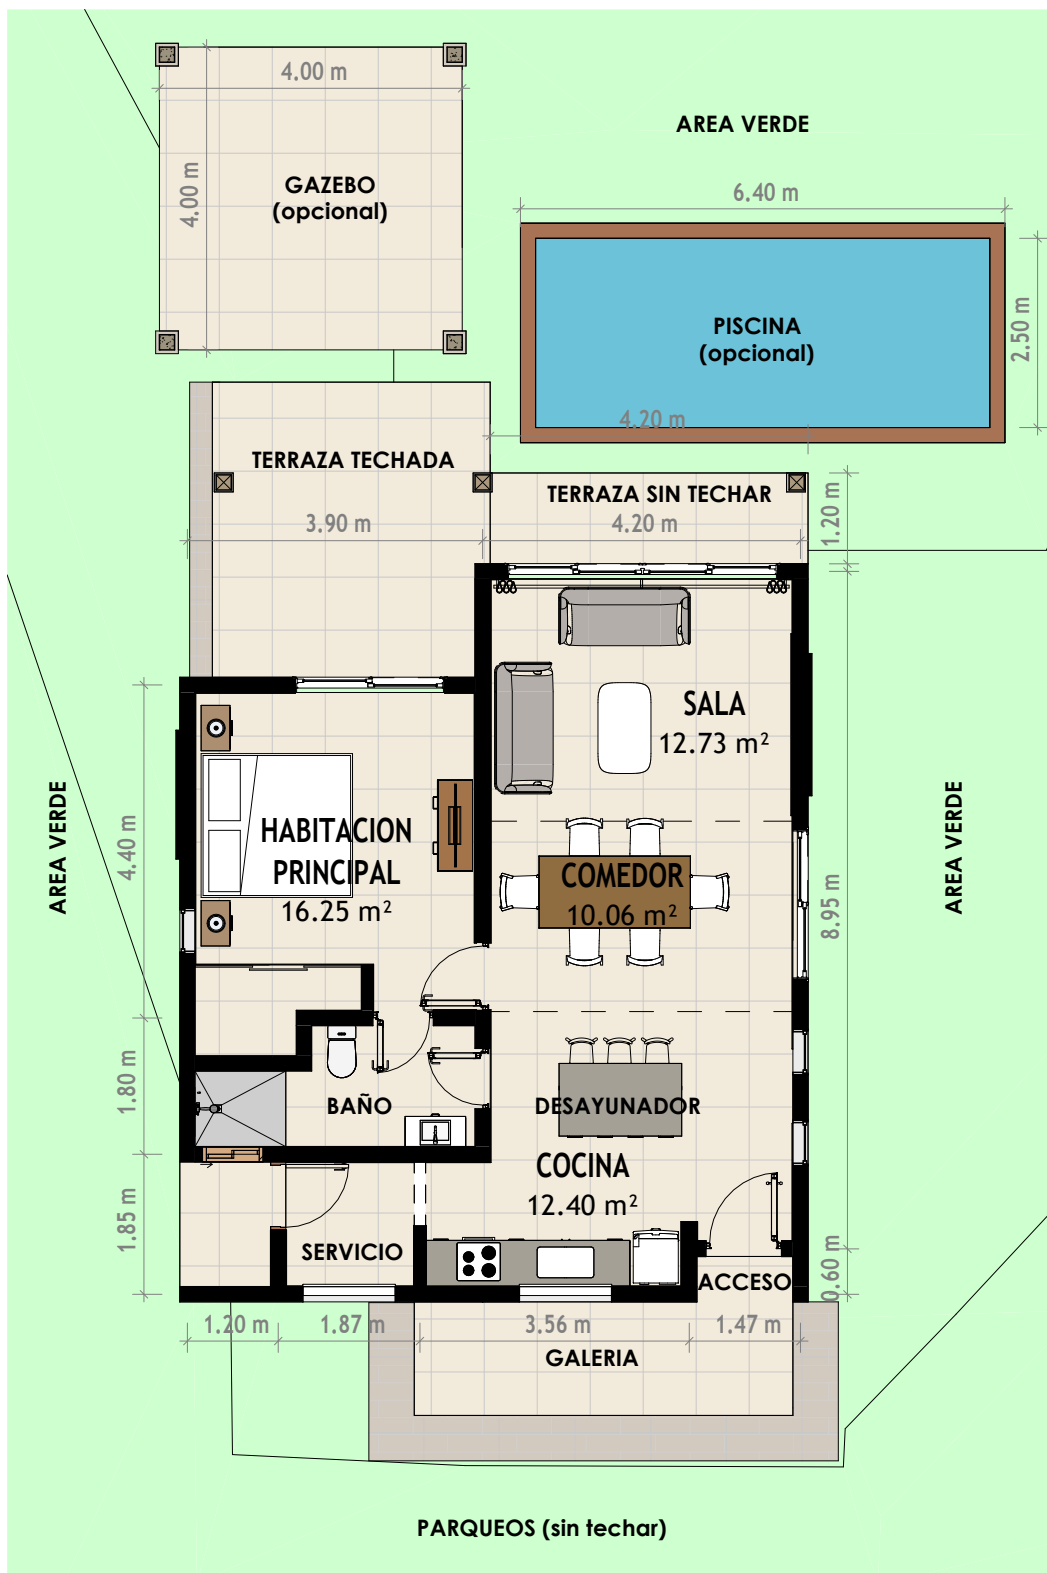 4.00 m
AREA VERDE
4.00 m
GAZEBO
(opcional)
6.40 m
PISCINA
(opcional)
2.50 m
4.20 m
TERRAZA TECHADA
TERRAZA SIN TECHAR
3.90 m
4.20 m
1.20 m
SALA
12.73 m²
AREA VERDE
4.40 m
HABITACION
PRINCIPAL
16.25 m²
COMEDOR
10.06 m²
8.95 m
AREA VERDE
1.80 m
BAÑO
DESAYUNADOR
COCINA
12.40 m²
1.85 m
SERVICIO
ACCESO
0.60 m
1.20 m
1.87 m
3.56 m
1.47 m
GALERIA
PARQUEOS (sin techar)